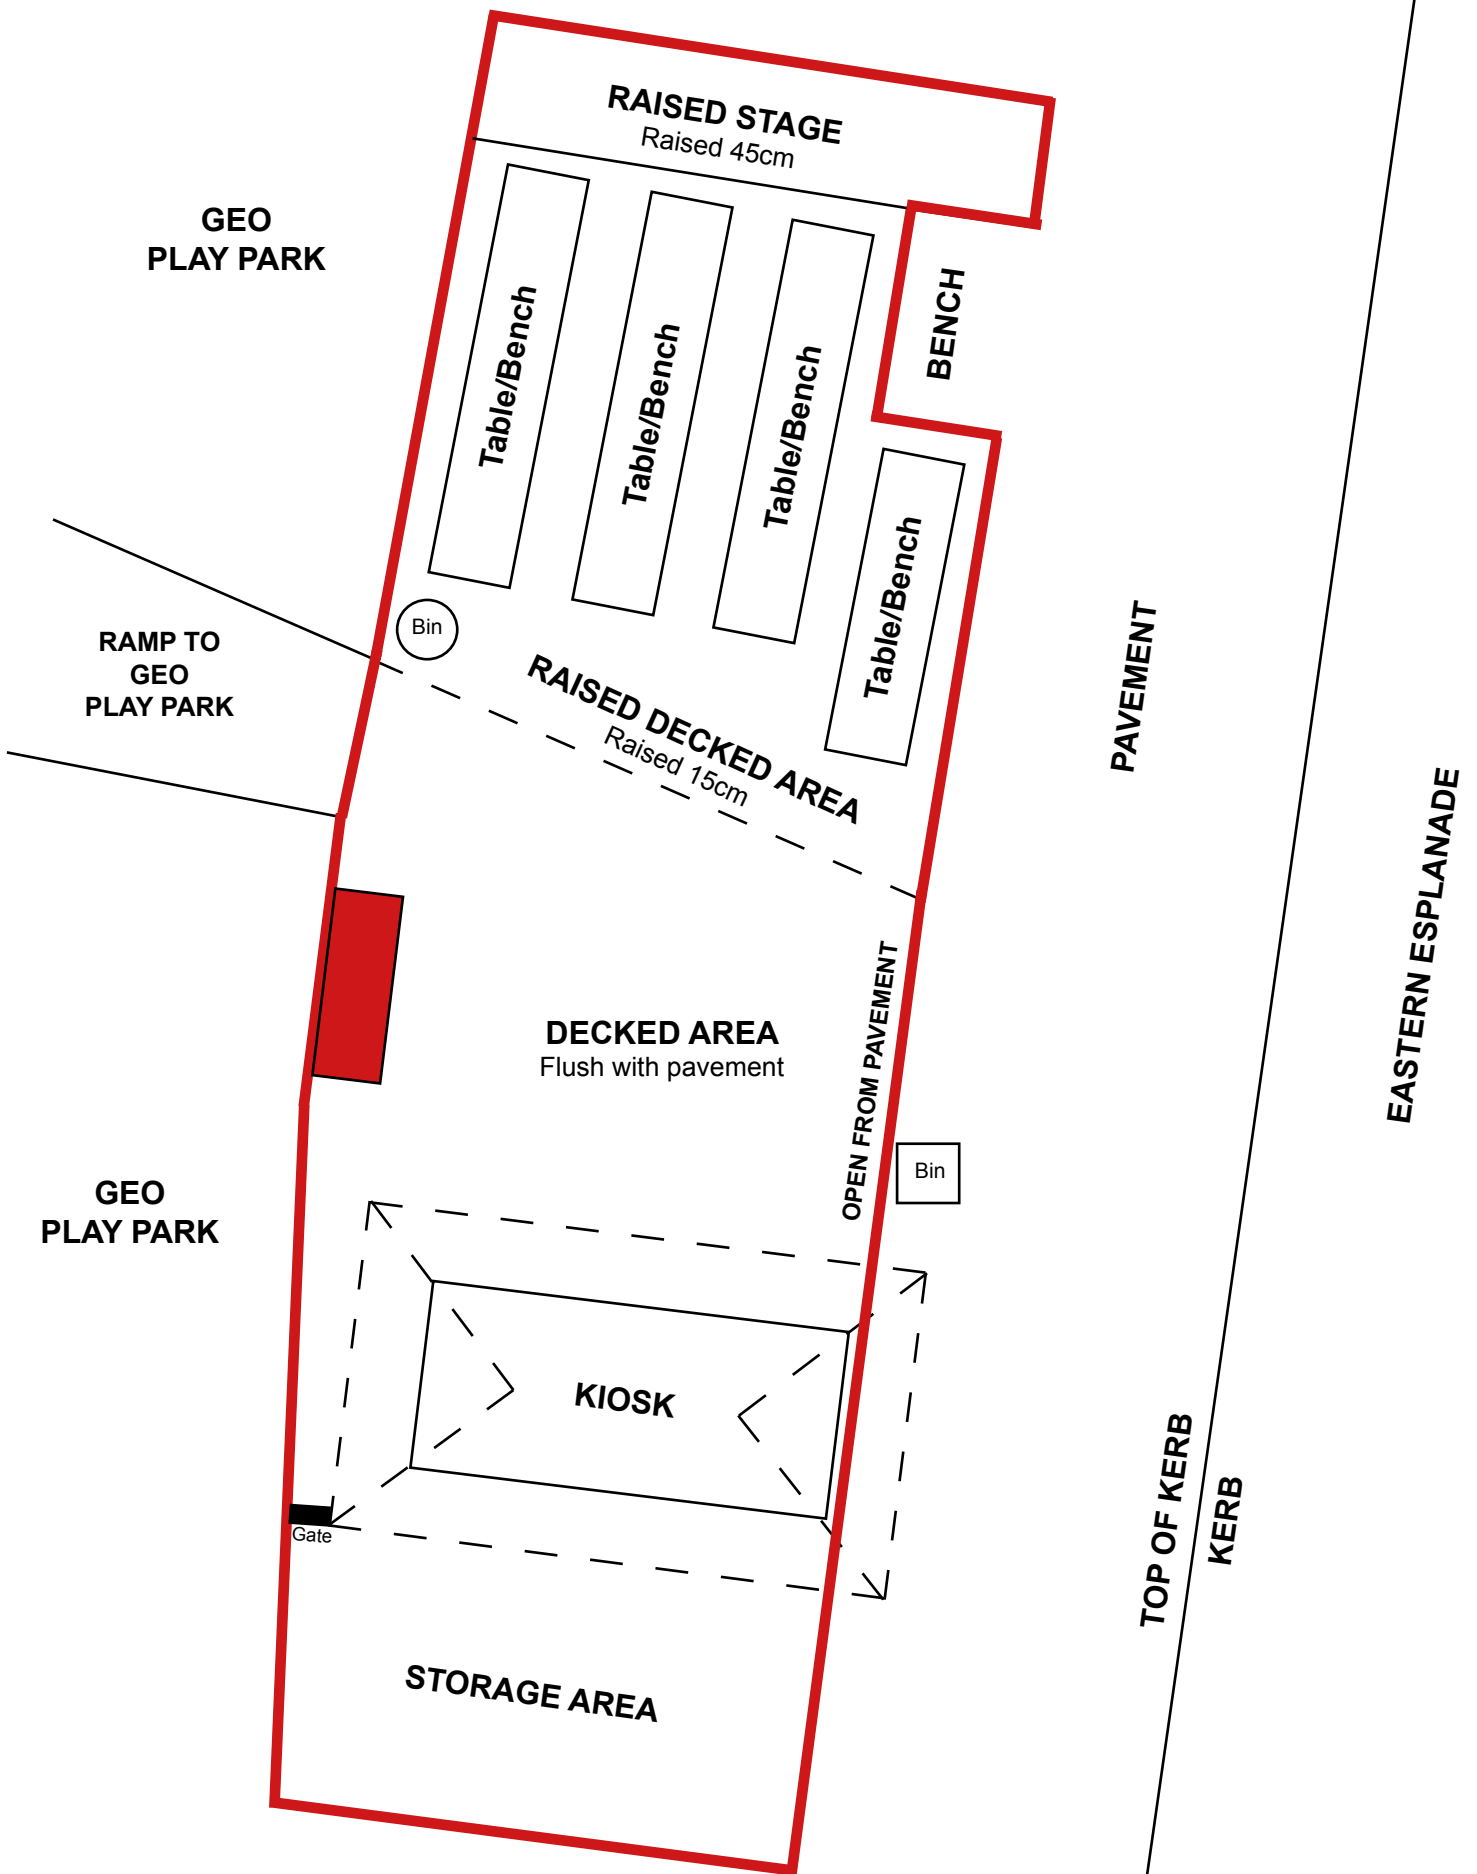 RAISED STAGE
Raised 45cm
GEO
PLAY PARK
BENCH
Table/Bench
Table/Bench
Table/Bench
Table/Bench
Bin
RAMP TO
GEO
PLAY PARK
RAISED DECKED AREA
Raised 15cm
PAVEMENT
EASTERN ESPLANADE
DECKED AREA
Flush with pavement
OPEN FROM PAVEMENT
Bin
GEO
PLAY PARK
KIOSK
Gate
TOP OF KERB
KERB
STORAGE AREA